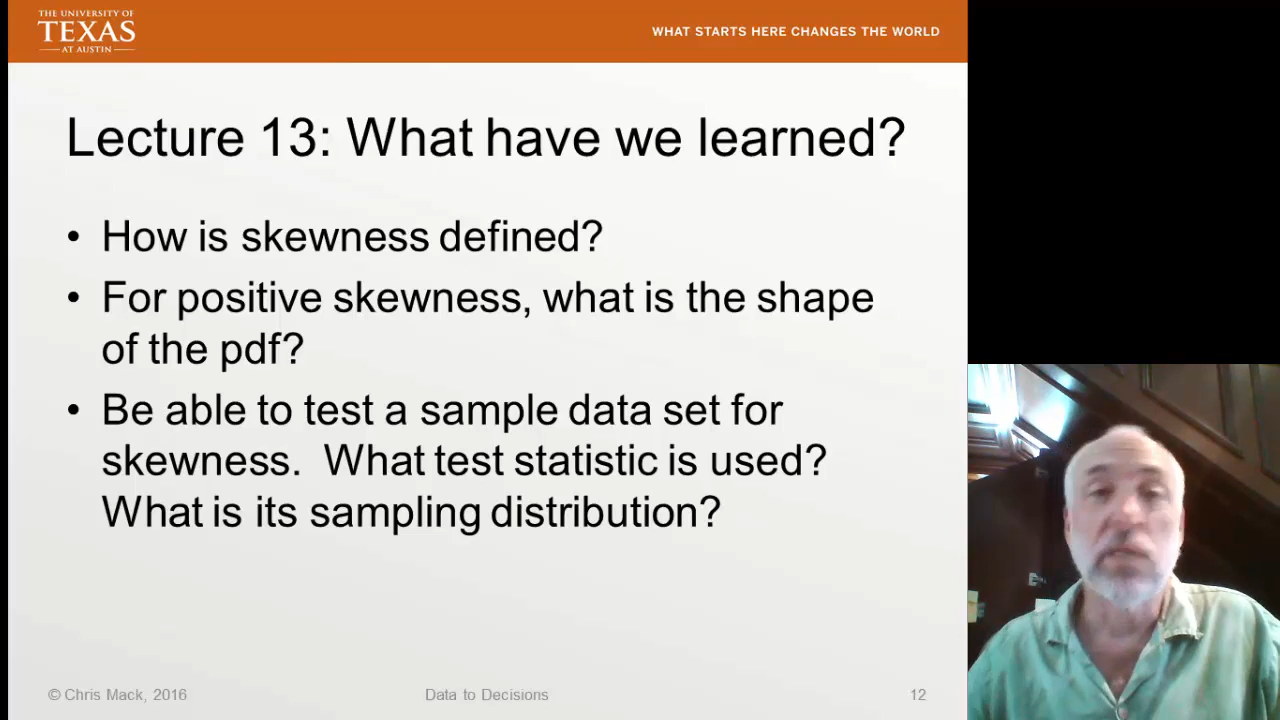 THE UNIVERSITY OF
TEXAS
AT AUSTIN
WHAT STARTS HERE CHANGES THE WORLD
Lecture 13: What have we learned?
• How is skewness defined?
• For positive skewness, what is the shape
of the pdf?
• Be able to test a sample data set for
skewness.  What test statistic is used?
What is its sampling distribution?
© Chris Mack, 2016
Data to Decisions
12